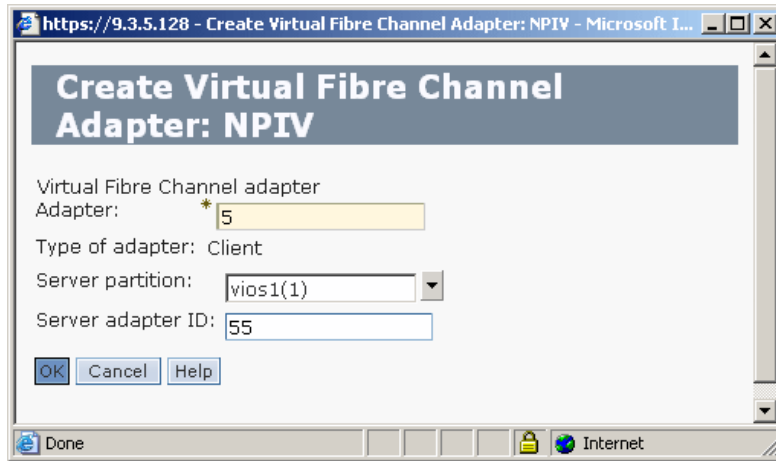 https://9.3.5.128 - Create Virtual Fibre Channel Adapter: NPIV - Microsoft I...
Create Virtual Fibre Channel
Adapter: NPIV
Virtual Fibre Channel adapter
Adapter: * 5
Type of adapter: Client
Server partition: vios1(1)
Server adapter ID: 55
OK Cancel Help
Done Internet